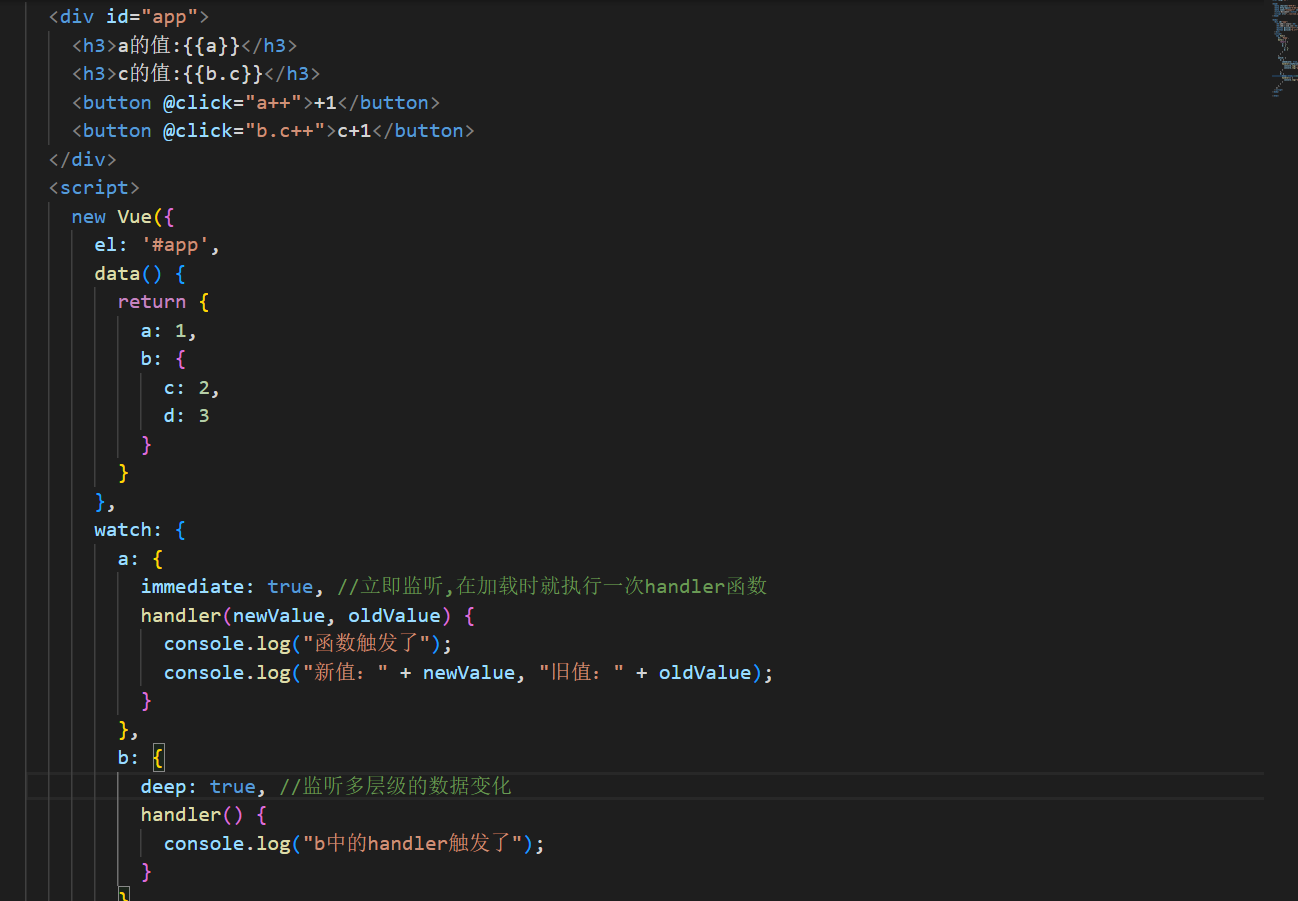 <div id="app">
<h3>a的值:{{a}}</h3>
<h3>c的值:{{b.c}}</h3>
<button @click="a++">+1</button>
<button @click="b.c++">c+1</button>
</div>
<script>
new Vue({
el: '#app',
data() {
return {
a: 1,
b: {
c: 2,
d: 3
}
}
},
watch: {
a: {
immediate: true, //立即监听,在加载时就执行一次handler函数
handler(newValue, oldValue) {
console.log("函数触发了");
console.log("新值: " + newValue, "旧值: " + oldValue);
}
},
b: {
deep: true, //监听多层级的数据变化
handler() {
console.log("b中的handler触发了");
}
}